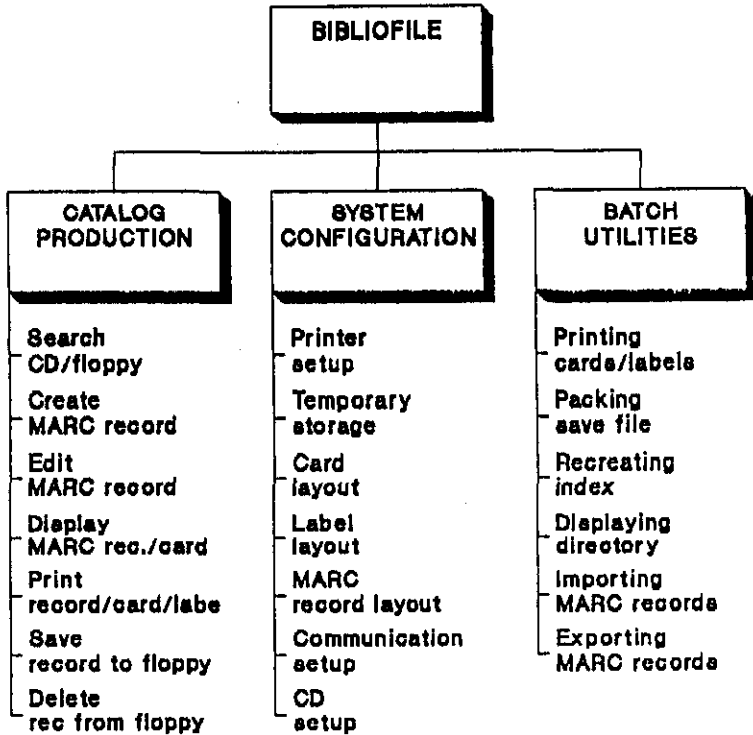 BIBLIOFILE
CATALOG
PRODUCTION
Search
CD/floppy
Create
MARC record
Edit
MARC record
Display
MARC rec./card
Print
record/card/labe
Save
record to floppy
Delete
rec from floppy
SYSTEM
CONFIGURATION
Printer
setup
Temporary
storage
Card
layout
Label
layout
MARC
record layout
Communication
setup
CD
setup
BATCH
UTILITIES
Printing
cards/labels
Packing
save file
Recreating
index
Displaying
directory
Importing
MARC records
Exporting
MARC records